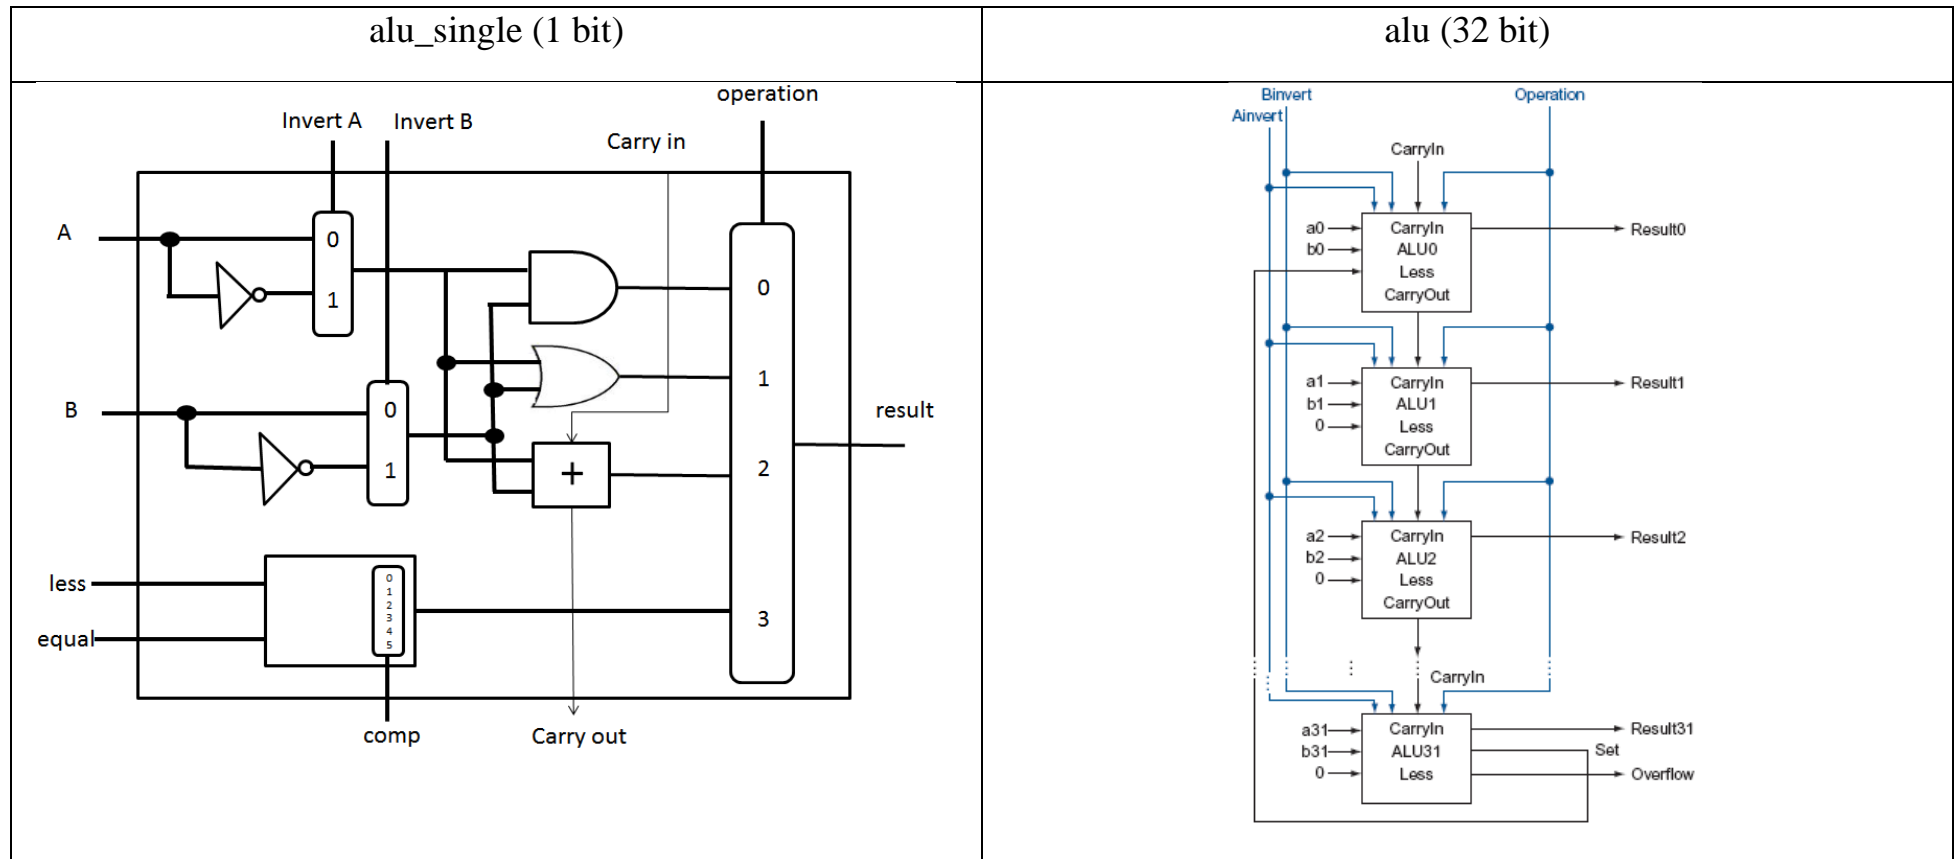 alu_single (1 bit)
operation
Invert A
Invert B
Carry in
A
0
1
B
0
1
0
1
+
2
3
result
less
equal
0
1
2
3
4
5
comp
Carry out
alu (32 bit)
Binvert
Operation
Ainvert
CarryIn
a0
b0
CarryIn
ALU0
Less
CarryOut
Result0
a1
b1
0
CarryIn
ALU1
Less
CarryOut
Result1
a2
b2
0
CarryIn
ALU2
Less
CarryOut
Result2
CarryIn
a31
b31
0
CarryIn
ALU31
Less
Result31
Set
Overflow